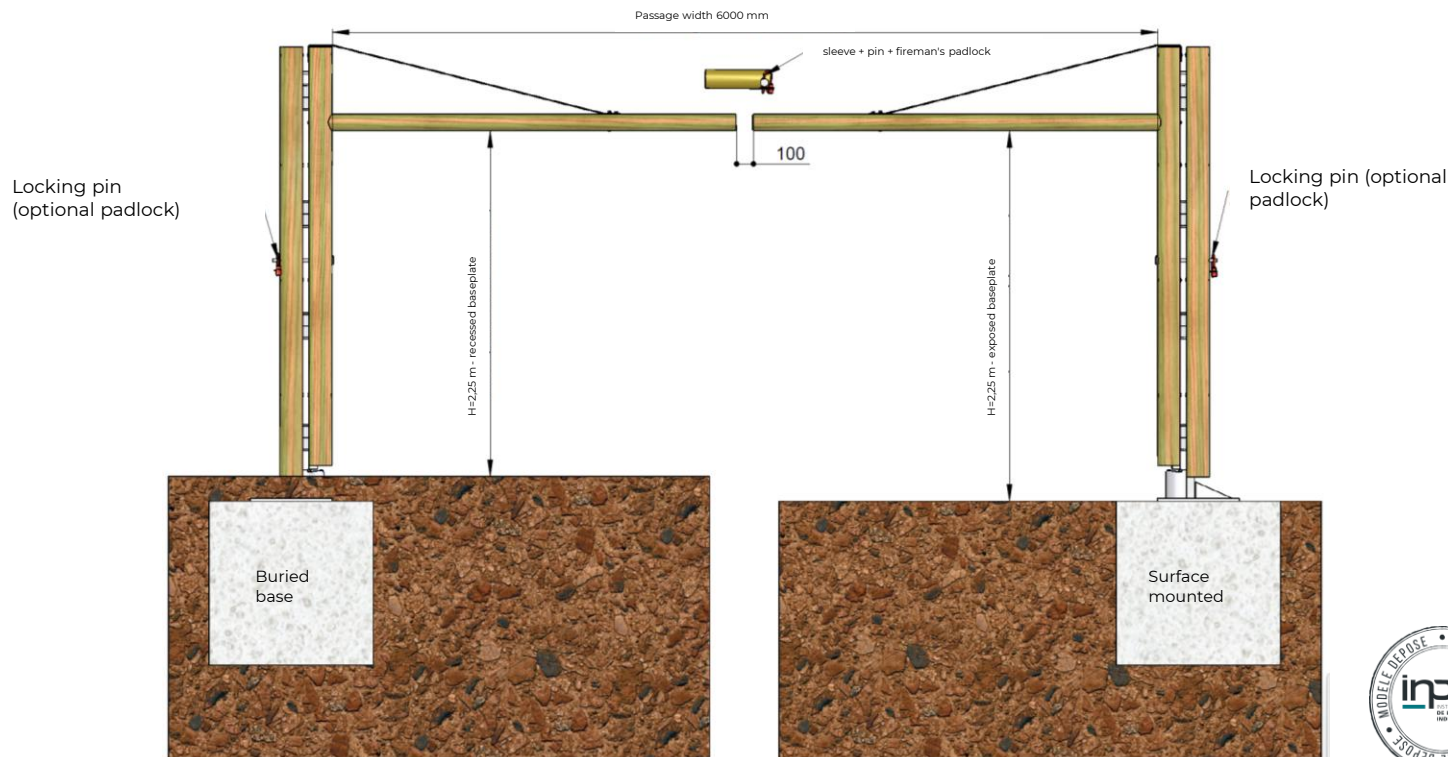 Passage width 6000 mm
sleeve + pin + fireman's padlock
100
Locking pin
(optional padlock)
Locking pin (optional
padlock)
H=2,25 m - recessed baseplate
H=2,25 m - exposed baseplate
Buried
base
Surface
mounted
MODELE DEPOSE